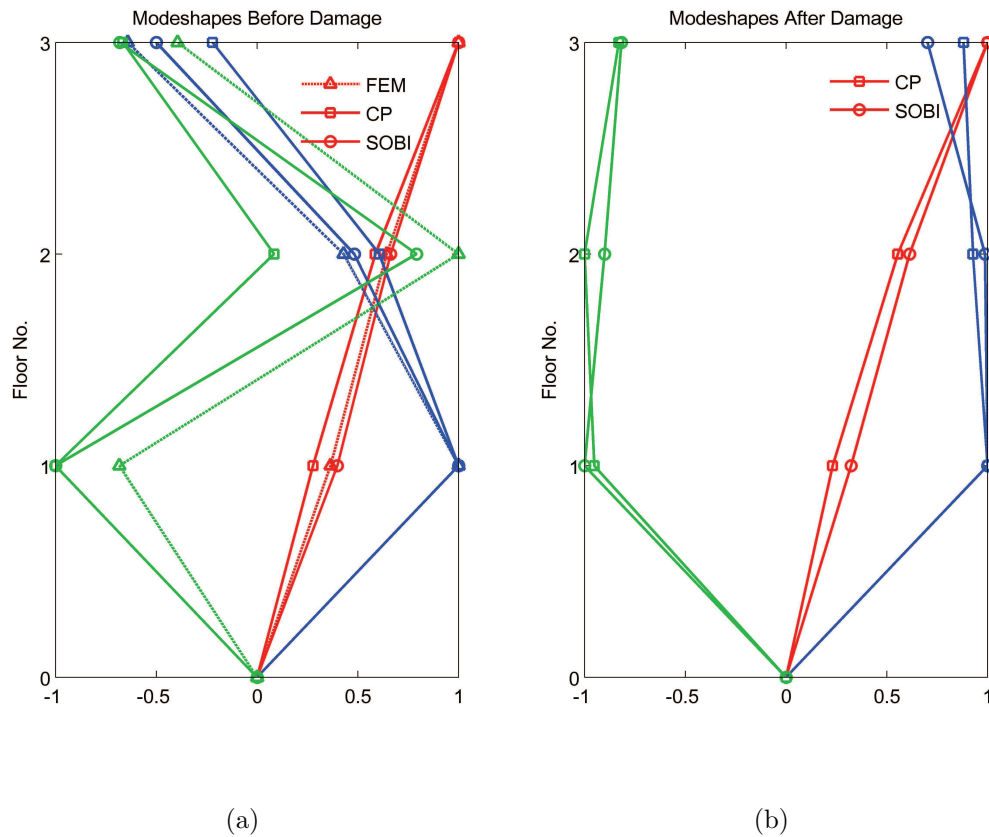 Modeshapes Before Damage
3
FEM
CP
SOBI
2
Floor No.
1
0
-1 -0.5 0 0.5 1
(a)
Modeshapes After Damage
3
CP
SOBI
2
Floor No.
1
0
-1 -0.5 0 0.5 1
(b)